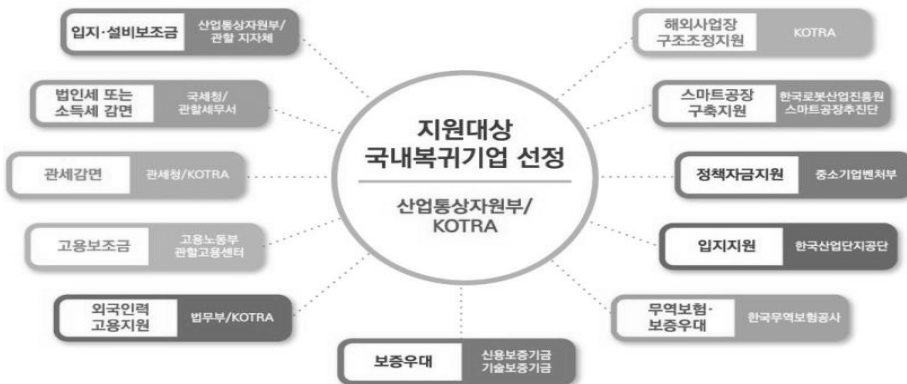 입지·설비보조금
산업통상자원부/
관할 지자체
법인세 또는
소득세 감면
국세청/
관할세무서
관세감면
관세청/KOTRA
고용보조금
고용노동부
관할고용센터
외국인력
고용지원
법무부/KOTRA
지원대상
국내복귀기업 선정
산업통상자원부/
KOTRA
보증우대
신용보증기금
기술보증기금
해외사업장
구조조정지원
KOTRA
스마트공장
구축지원
한국로봇산업진흥원
스마트공장추진단
정책자금지원
중소기업벤처부
입지지원
한국산업단지공단
무역보험·
보증우대
한국무역보험공사